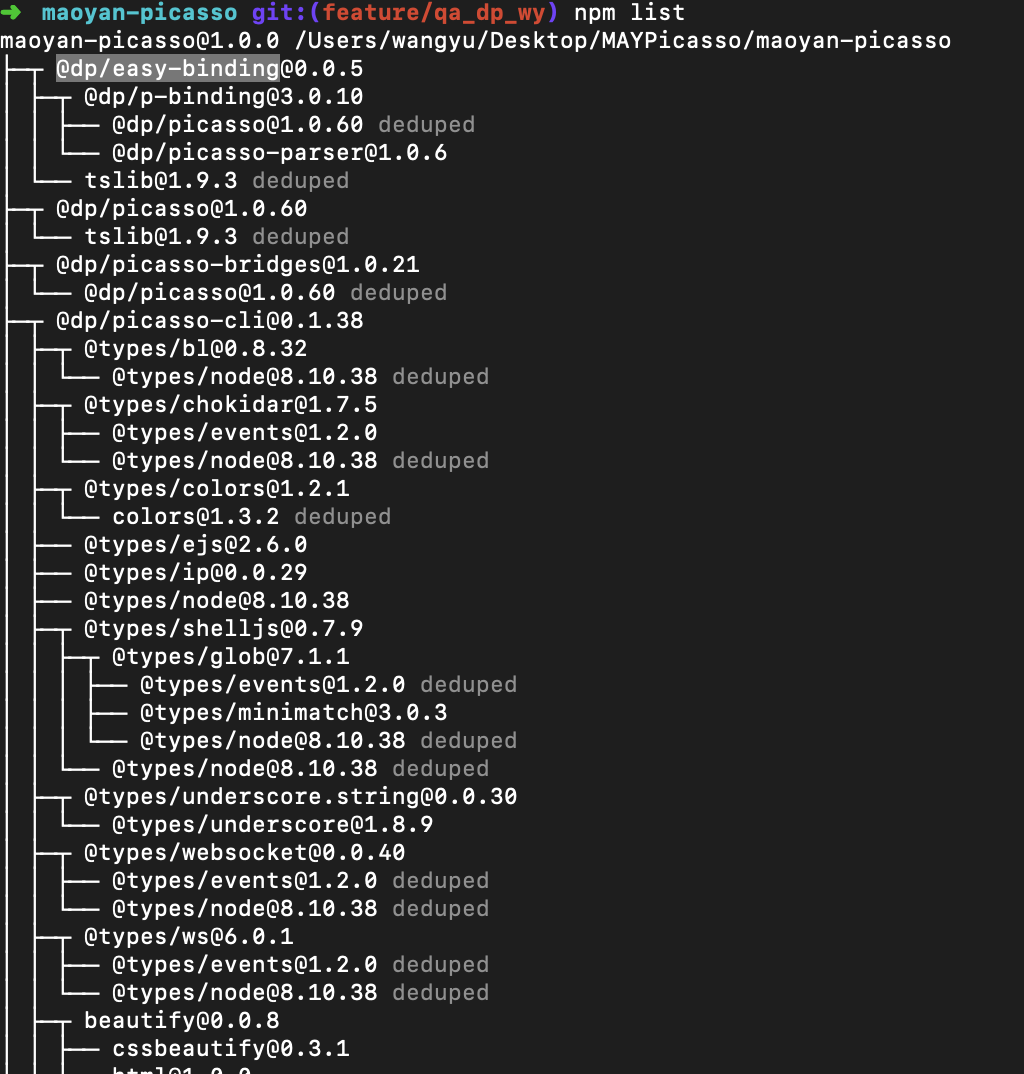 ➜ maoyan-picasso git:(feature/qa_dp_wy) npm list
maoyan-picasso@1.0.0 /Users/wangyu/Desktop/MAYPicasso/maoyan-picasso
├─┬ @dp/easy-binding@0.0.5
│ ├─┬ @dp/p-binding@3.0.10
│ │ ├── @dp/picasso@1.0.60 deduped
│ │ └── @dp/picasso-parser@1.0.6
│ └── tslib@1.9.3 deduped
├─┬ @dp/picasso@1.0.60
│ └── tslib@1.9.3 deduped
├─┬ @dp/picasso-bridges@1.0.21
│ └── @dp/picasso@1.0.60 deduped
├─┬ @dp/picasso-cli@0.1.38
│ ├─┬ @types/bl@0.8.32
│ │ └── @types/node@8.10.38 deduped
│ ├─┬ @types/chokidar@1.7.5
│ │ ├── @types/events@1.2.0
│ │ └── @types/node@8.10.38 deduped
│ ├─┬ @types/colors@1.2.1
│ │ └── colors@1.3.2 deduped
│ ├── @types/ejs@2.6.0
│ ├── @types/ip@0.0.29
│ ├── @types/node@8.10.38
│ ├─┬ @types/shelljs@0.7.9
│ │ ├─┬ @types/glob@7.1.1
│ │ │ ├── @types/events@1.2.0 deduped
│ │ │ ├── @types/minimatch@3.0.3
│ │ │ └── @types/node@8.10.38 deduped
│ │ └── @types/node@8.10.38 deduped
│ ├─┬ @types/underscore.string@0.0.30
│ │ └── @types/underscore@1.8.9
│ ├─┬ @types/websocket@0.0.40
│ │ ├── @types/events@1.2.0 deduped
│ │ └── @types/node@8.10.38 deduped
│ ├─┬ @types/ws@6.0.1
│ │ ├── @types/events@1.2.0 deduped
│ │ └── @types/node@8.10.38 deduped
│ ├─┬ beautify@0.0.8
│ │ ├── cssbeautify@0.3.1